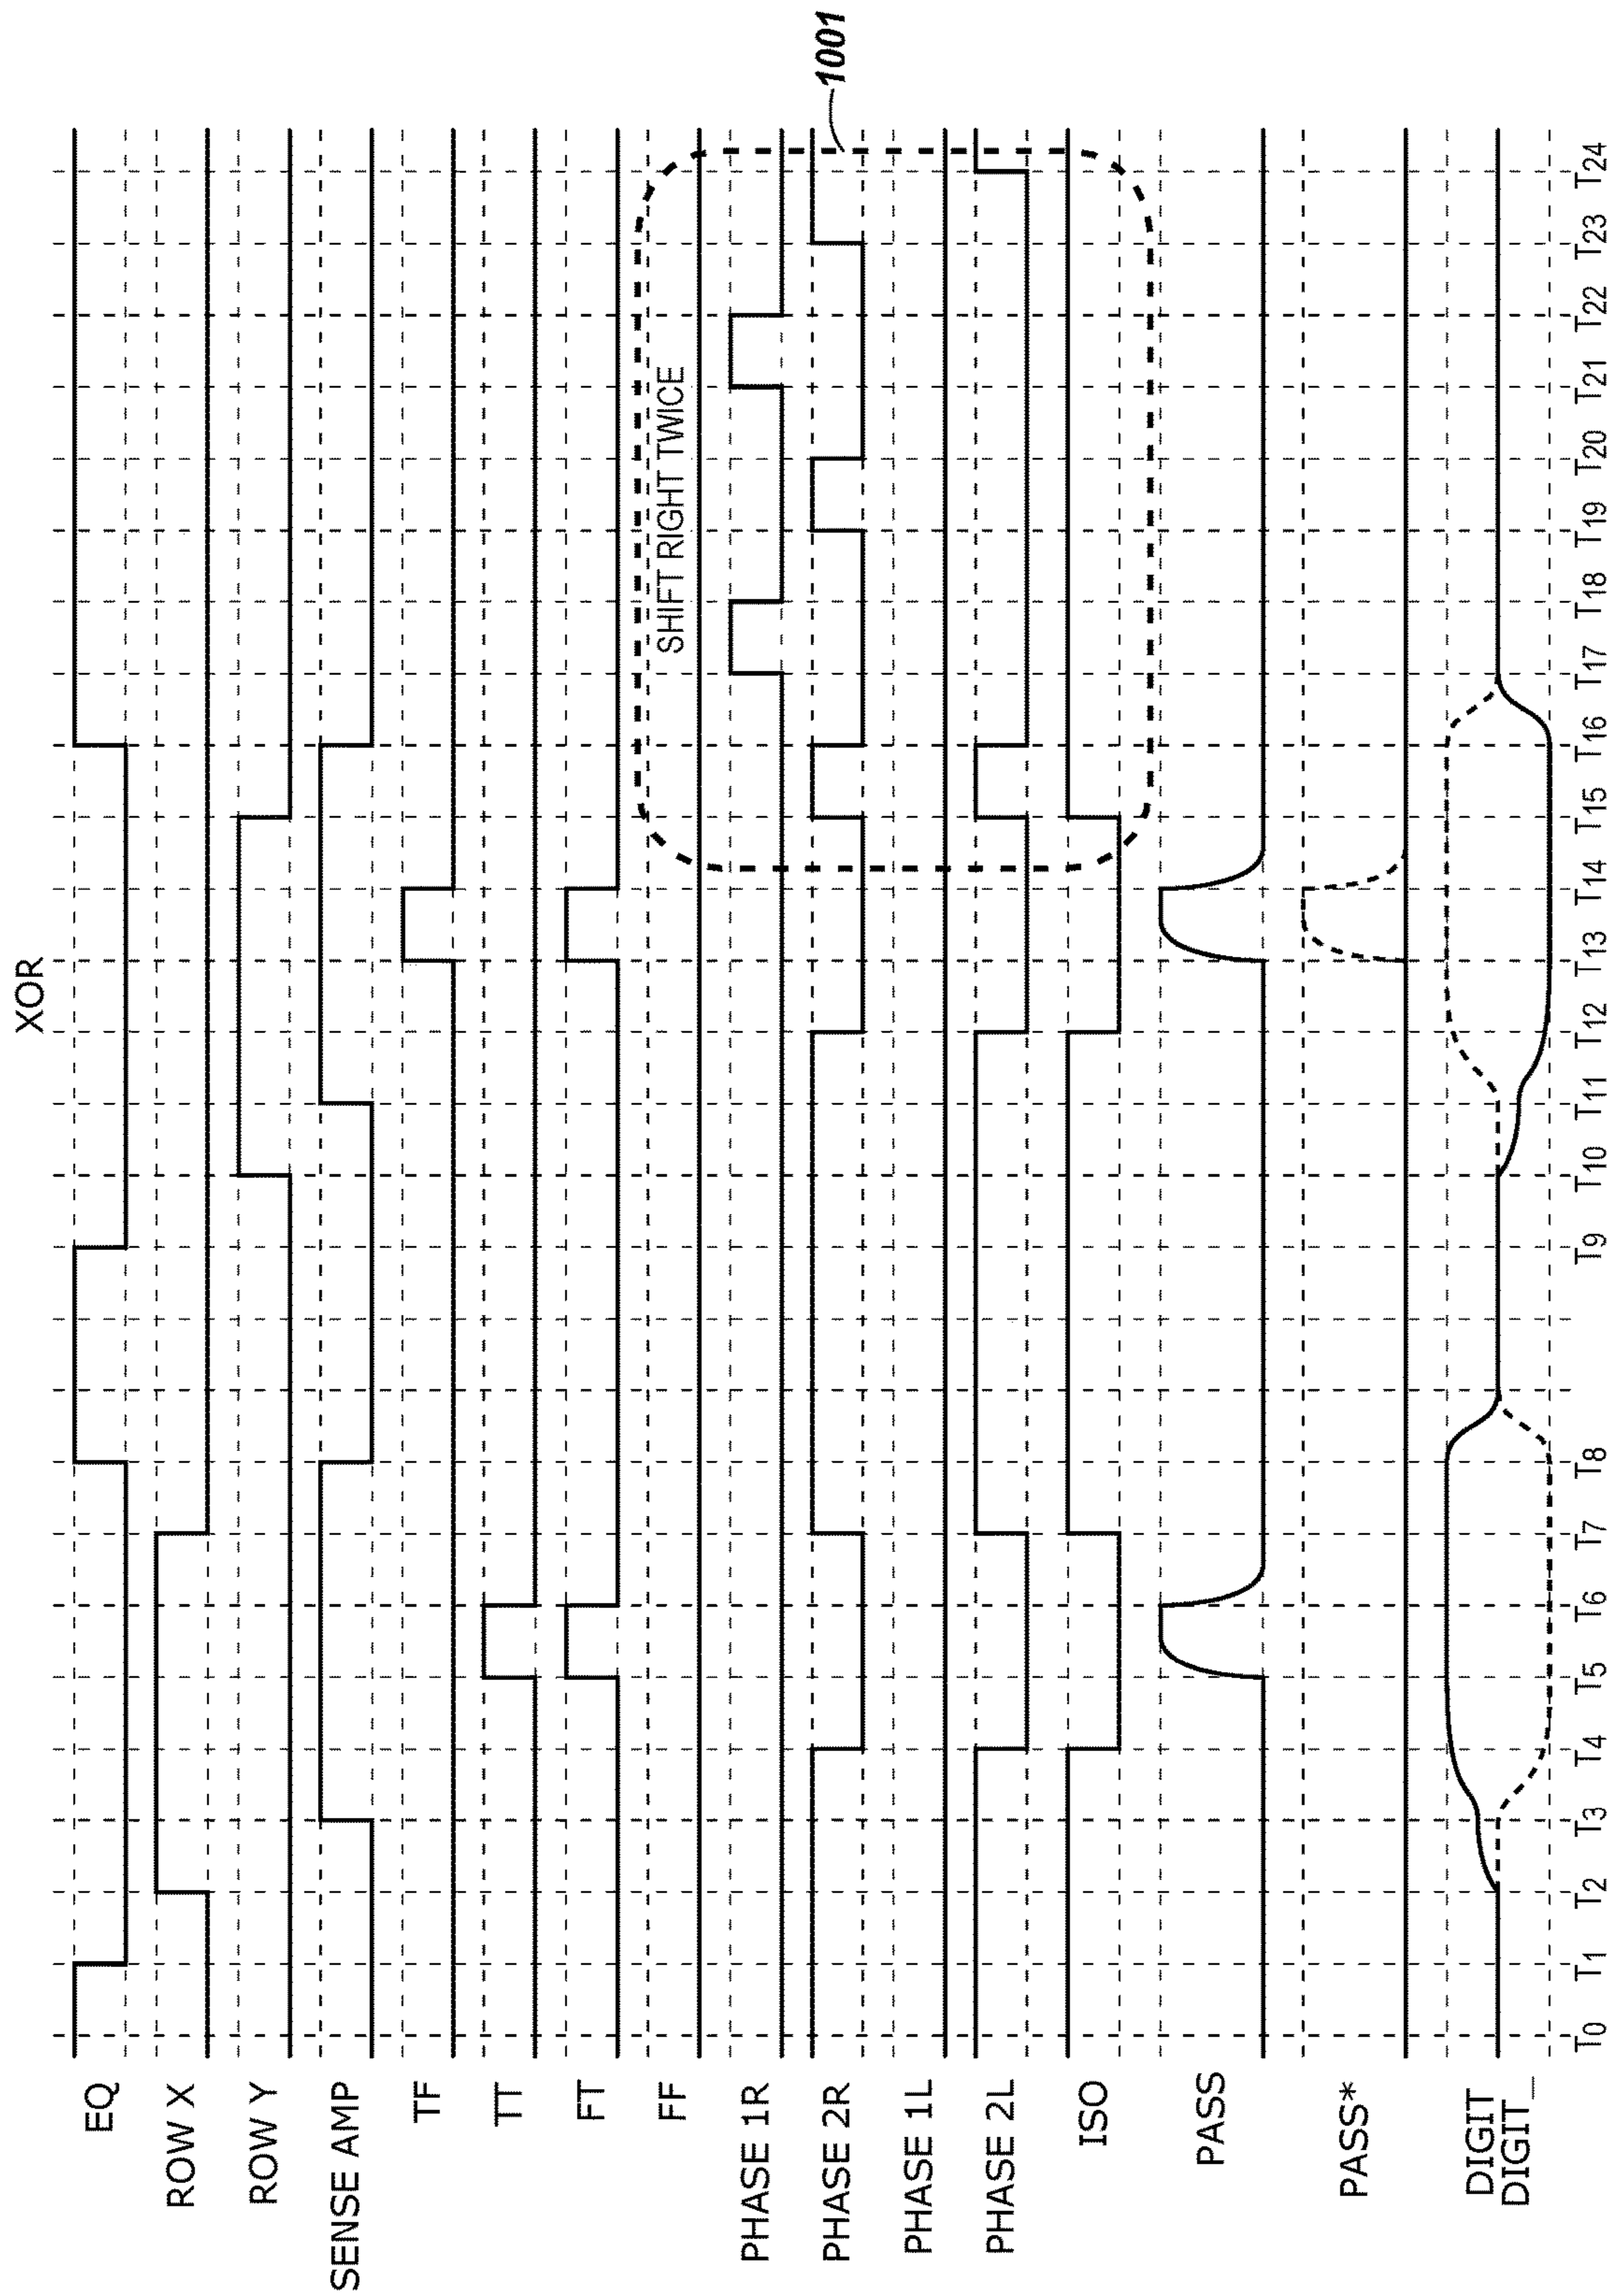 XOR
EQ
ROW X
ROW Y
SENSE AMP
TF
TT
FT
FF
SHIFT RIGHT TWICE
PHASE 1R
1001
PHASE 2R
PHASE 1L
PHASE 2L
ISO
PASS
PASS*
DIGIT
DIGIT_
T0 T1 T2 T3 T4 T5 T6 T7 T8 T9 T10 T11 T12 T13 T14 T15 T16 T17 T18 T19 T20 T21 T22 T23 T24